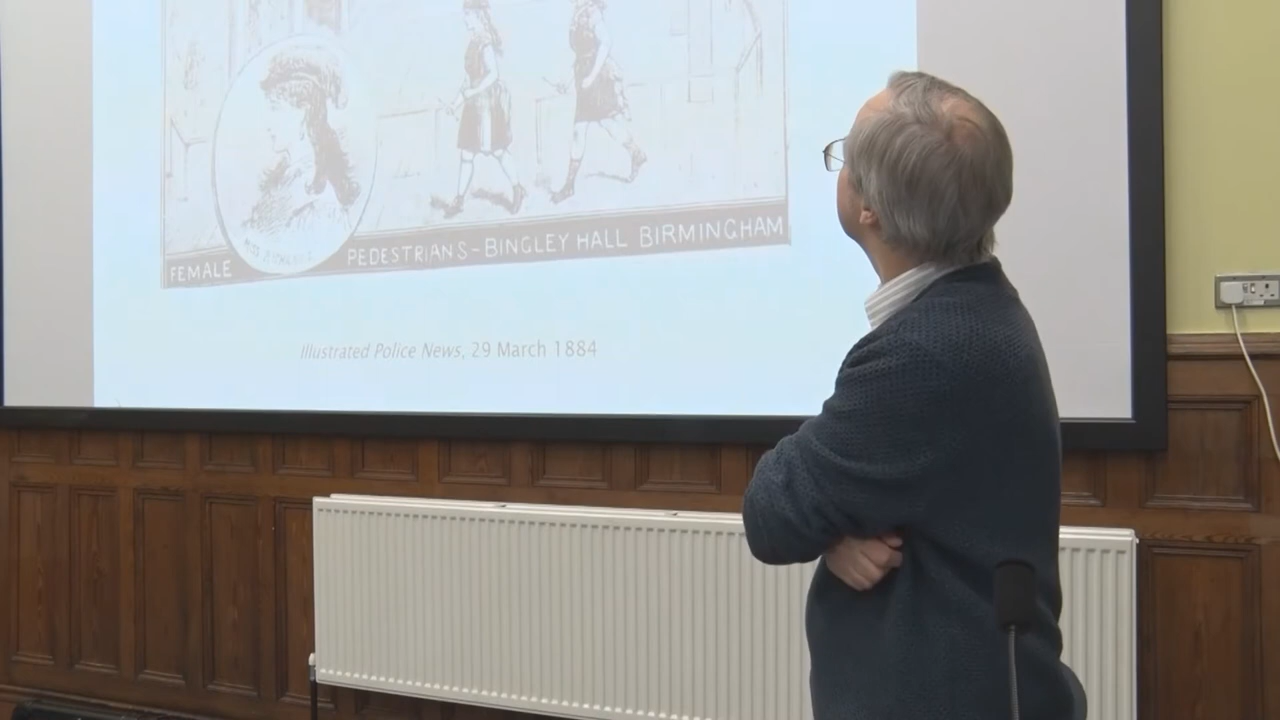 FEMALE PEDESTRIANS - BINGLEY HALL BIRMINGHAM
Illustrated Police News, 29 March 1884